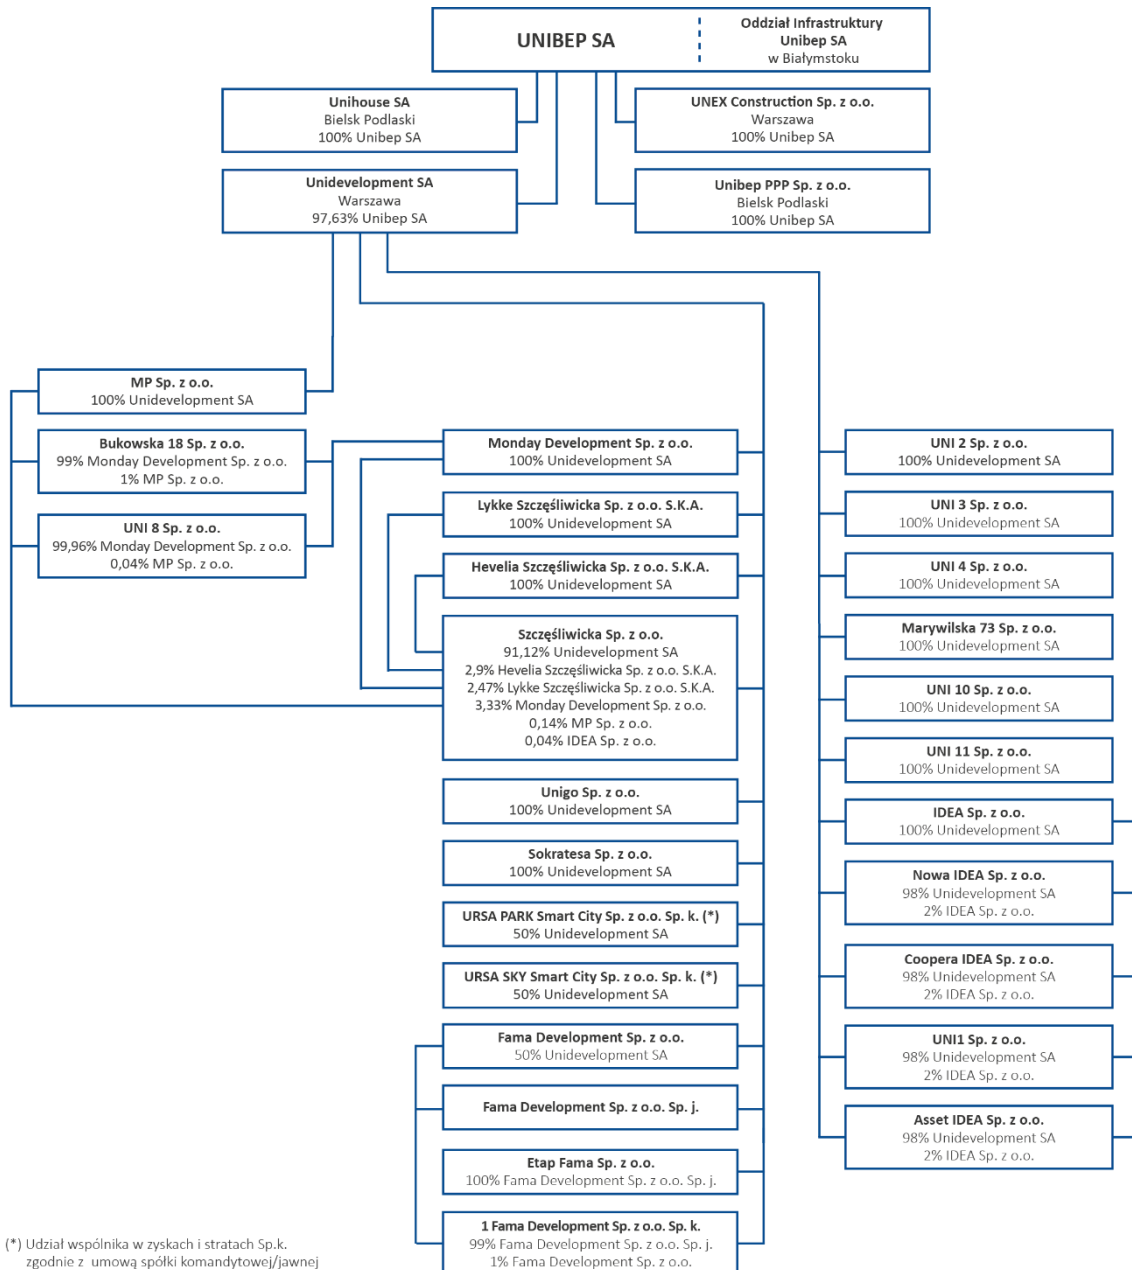 UNIBEP SA
Oddział Infrastruktury
Unibep SA
w Białymstoku
Unihouse SA
Bielsk Podlaski
100% Unibep SA
UNEX Construction Sp. z o.o.
Warszawa
100% Unibep SA
Unidevelopment SA
Warszawa
97,63% Unibep SA
Unibep PPP Sp. z o.o.
Bielsk Podlaski
100% Unibep SA
MP Sp. z o.o.
100% Unidevelopment SA
Bukowska 18 Sp. z o.o.
99% Monday Development Sp. z o.o.
1% MP Sp. z o.o.
UNI 8 Sp. z o.o.
99,96% Monday Development Sp. z o.o.
0,04% MP Sp. z o.o.
Monday Development Sp. z o.o.
100% Unidevelopment SA
Lykke Szczęśliwicka Sp. z o.o. S.K.A.
100% Unidevelopment SA
Hevelia Szczęśliwicka Sp. z o.o. S.K.A.
100% Unidevelopment SA
Szczęśliwicka Sp. z o.o.
91,12% Unidevelopment SA
2,9% Hevelia Szczęśliwicka Sp. z o.o. S.K.A.
2,47% Lykke Szczęśliwicka Sp. z o.o. S.K.A.
3,33% Monday Development Sp. z o.o.
0,14% MP Sp. z o.o.
0,04% IDEA Sp. z o.o.
Unigo Sp. z o.o.
100% Unidevelopment SA
Sokratesa Sp. z o.o.
100% Unidevelopment SA
URSA PARK Smart City Sp. z o.o. Sp. k. (*)
50% Unidevelopment SA
URSA SKY Smart City Sp. z o.o. Sp. k. (*)
50% Unidevelopment SA
Fama Development Sp. z o.o.
50% Unidevelopment SA
Fama Development Sp. z o.o. Sp. j.
Etap Fama Sp. z o.o.
100% Fama Development Sp. z o.o. Sp. j.
1 Fama Development Sp. z o.o. Sp. k.
99% Fama Development Sp. z o.o. Sp. j.
1% Fama Development Sp. z o.o.
UNI 2 Sp. z o.o.
100% Unidevelopment SA
UNI 3 Sp. z o.o.
100% Unidevelopment SA
UNI 4 Sp. z o.o.
100% Unidevelopment SA
Marywilska 73 Sp. z o.o.
100% Unidevelopment SA
UNI 10 Sp. z o.o.
100% Unidevelopment SA
UNI 11 Sp. z o.o.
100% Unidevelopment SA
IDEA Sp. z o.o.
100% Unidevelopment SA
Nowa IDEA Sp. z o.o.
98% Unidevelopment SA
2% IDEA Sp. z o.o.
Coopera IDEA Sp. z o.o.
98% Unidevelopment SA
2% IDEA Sp. z o.o.
UNI1 Sp. z o.o.
98% Unidevelopment SA
2% IDEA Sp. z o.o.
Asset IDEA Sp. z o.o.
98% Unidevelopment SA
2% IDEA Sp. z o.o.
(*) Udział wspólnika w zyskach i stratach Sp.k.
zgodnie z umową spółki komandytowej/jawnej